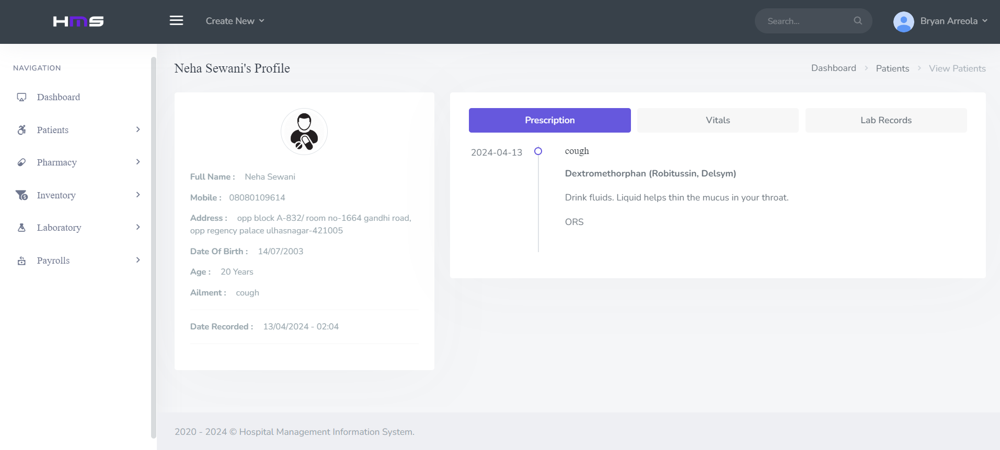 HMS
Create New
Search...
Bryan Arreola
NAVIGATION
Dashboard
Patients
Pharmacy
Inventory
Laboratory
Payrolls
Neha Sewani's Profile
Dashboard > Patients > View Patients
Full Name : Neha Sewani
Mobile : 08080109614
Address : opp block A-832/ room no-1664 gandhi road,
opp regency palace ulhasnagar-421005
Date Of Birth : 14/07/2003
Age : 20 Years
Ailment : cough
Date Recorded : 13/04/2024 - 02:04
Prescription
Vitals
Lab Records
2024-04-13
cough
Dextromethorphan (Robitussin, Delsym)
Drink fluids. Liquid helps thin the mucus in your throat.
ORS
2020 - 2024 © Hospital Management Information System.